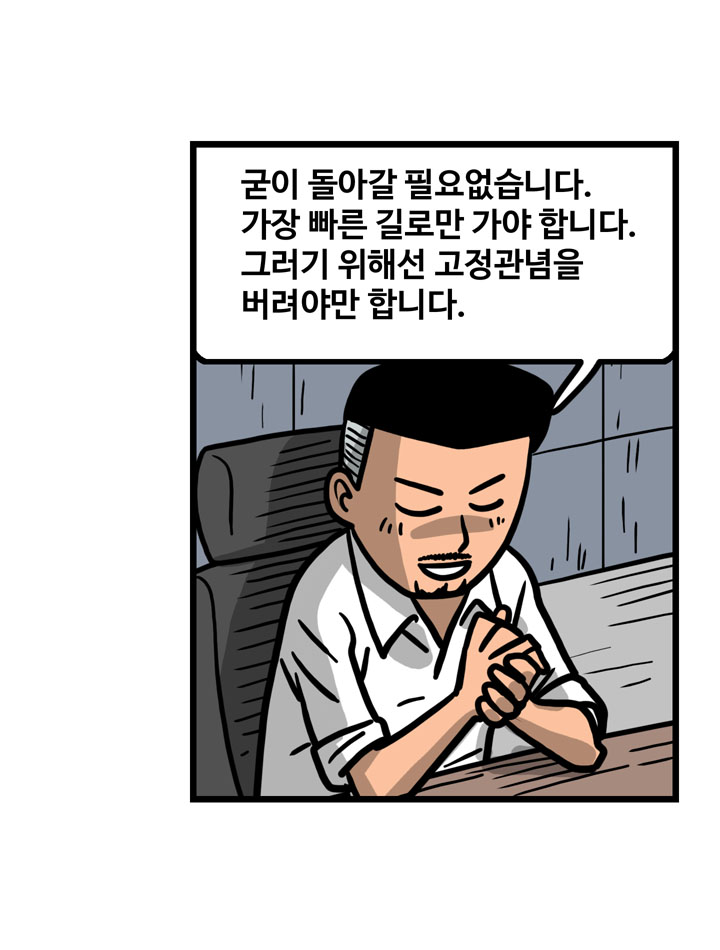 굳이 돌아갈 필요없습니다.
가장 빠른 길로만 가야 합니다.
그러기 위해선 고정관념을
버려야만 합니다.